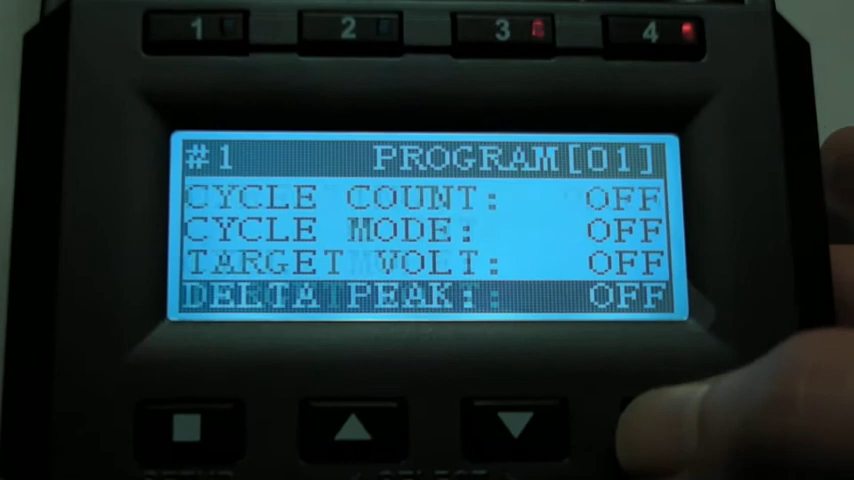 1 2 3 4
#1 PROGRAM[01]
CYCLE COUNT: OFF
CYCLE MODE: OFF
TARGET VOLT: OFF
DELTA PEAK: OFF